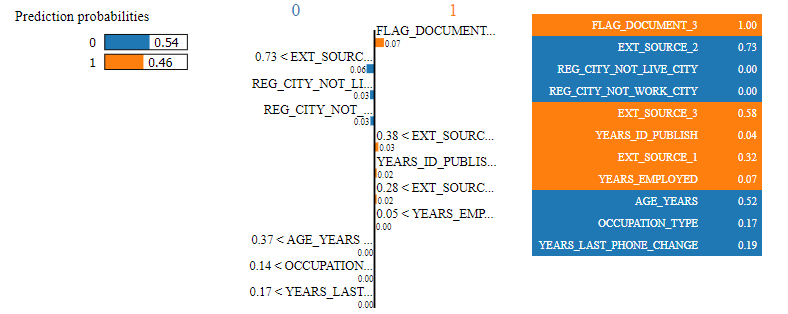 Prediction probabilities
0 0.54
1 0.46
0 1
FLAG_DOCUMENT...
0.07
0.73 < EXT_SOURC...
0.06
REG_CITY_NOT_LI...
0.03
REG_CITY_NOT_...
0.03
0.38 < EXT_SOURC...
0.03
YEARS_ID_PUBLIS...
0.02
0.28 < EXT_SOURC...
0.02
0.05 < YEARS_EMP...
0.00
0.37 < AGE_YEARS ...
0.00
0.14 < OCCUPATION...
0.00
0.17 < YEARS_LAST...
0.00
FLAG_DOCUMENT_3 1.00
EXT_SOURCE_2 0.73
REG_CITY_NOT_LIVE_CITY 0.00
REG_CITY_NOT_WORK_CITY 0.00
EXT_SOURCE_3 0.58
YEARS_ID_PUBLISH 0.04
EXT_SOURCE_1 0.32
YEARS_EMPLOYED 0.07
AGE_YEARS 0.52
OCCUPATION_TYPE 0.17
YEARS_LAST_PHONE_CHANGE 0.19